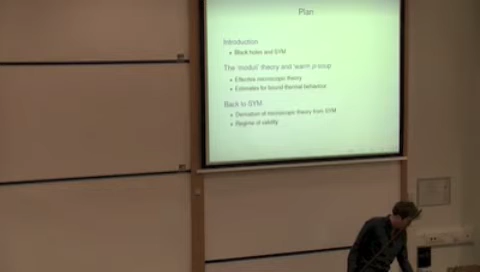 Plan
Introduction
Black holes and SYM
The 'moduli' theory and 'warm p-soup'
Effective microscopic theory
Estimates for bound thermal behaviour
Back to SYM
Derivation of microscopic theory from SYM
Regime of validity